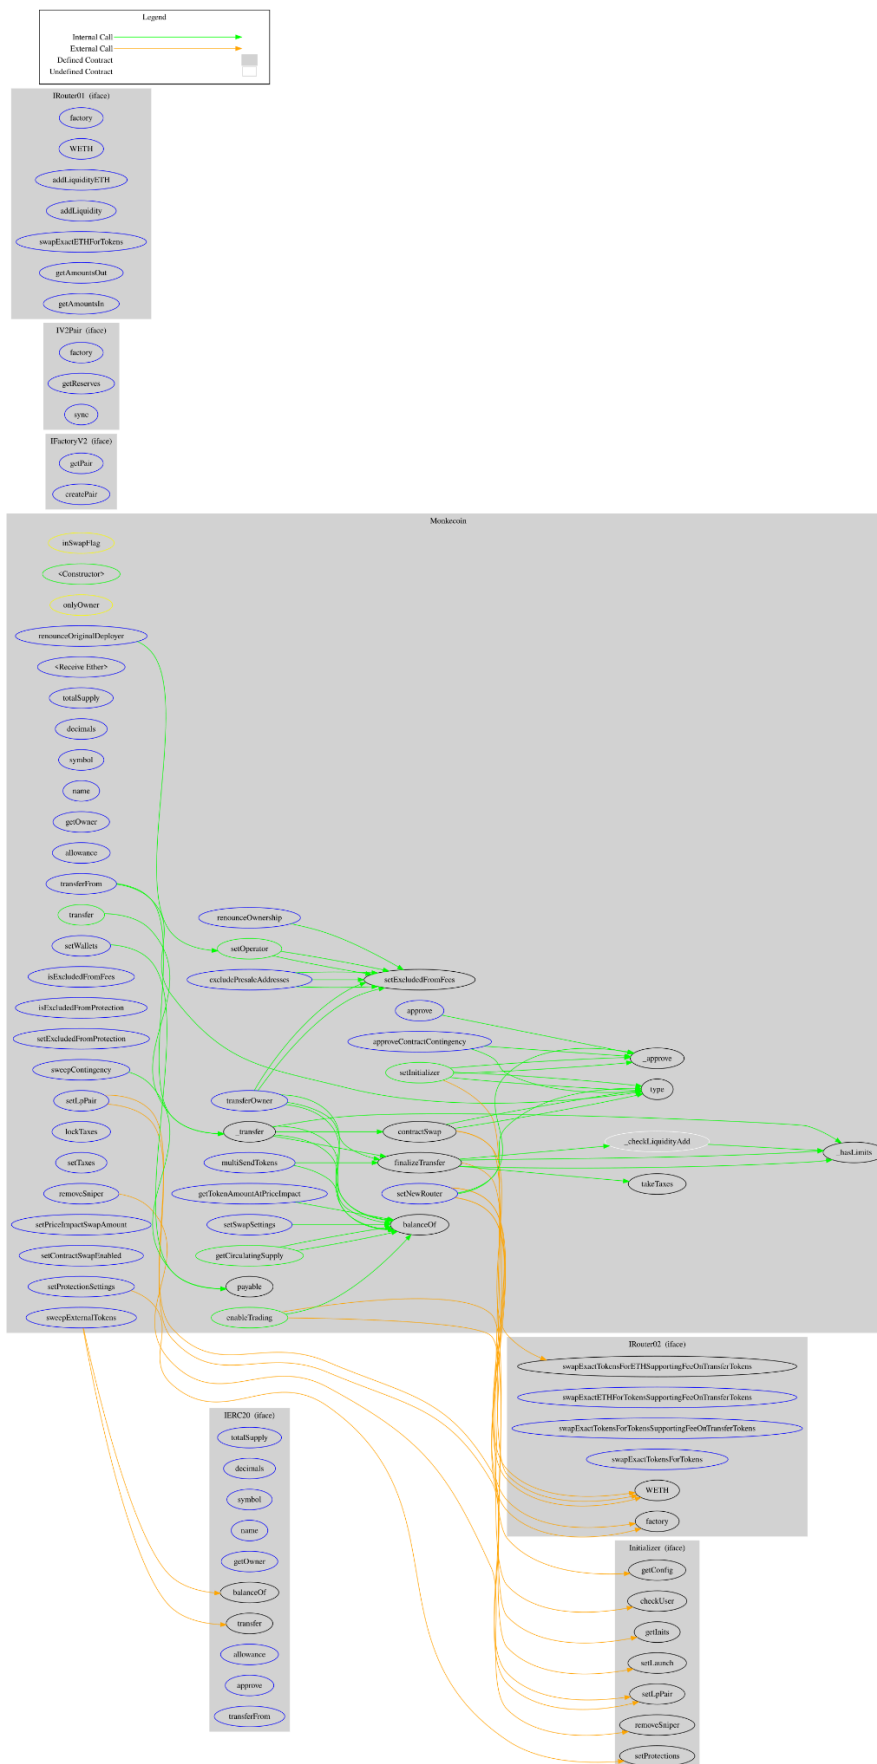 Legend
Internal Call
External Call
Defined Contract
Undefined Contract
IRouter01 (iface)
factory
WETH
addLiquidityETH
addLiquidity
swapExactETHForTokens
getAmountsOut
getAmountsIn
IV2Pair (iface)
factory
getReserves
sync
IFactoryV2 (iface)
getPair
createPair
Monkecoin
inSwapFlag
<Constructor>
onlyOwner
renounceOriginalDeployer
<Receive Ether>
totalSupply
decimals
symbol
name
getOwner
allowance
transferFrom
transfer
setWallets
isExcludedFromFees
isExcludedFromProtection
setExcludedFromProtection
sweepContingency
setLpPair
lockTaxes
setTaxes
removeSniper
setPriceImpactSwapAmount
setContractSwapEnabled
setProtectionSettings
sweepExternalTokens
renounceOwnership
setOperator
excludePresaleAddresses
transferOwner
_transfer
multiSendTokens
getTokenAmountAtPriceImpact
setSwapSettings
getCirculatingSupply
payable
enableTrading
setExcludedFromFees
approve
approveContractContingency
setInitializer
contractSwap
finalizeTransfer
setNewRouter
balanceOf
_approve
type
_checkLiquidityAdd
takeTaxes
_hasLimits
IRouter02 (iface)
swapExactTokensForETHSupportingFeeOnTransferTokens
swapExactETHForTokensSupportingFeeOnTransferTokens
swapExactTokensForTokensSupportingFeeOnTransferTokens
swapExactTokensForTokens
WETH
factory
IERC20 (iface)
totalSupply
decimals
symbol
name
getOwner
balanceOf
transfer
allowance
approve
transferFrom
Initializer (iface)
getConfig
checkUser
getInits
setLaunch
setLpPair
removeSniper
setProtections